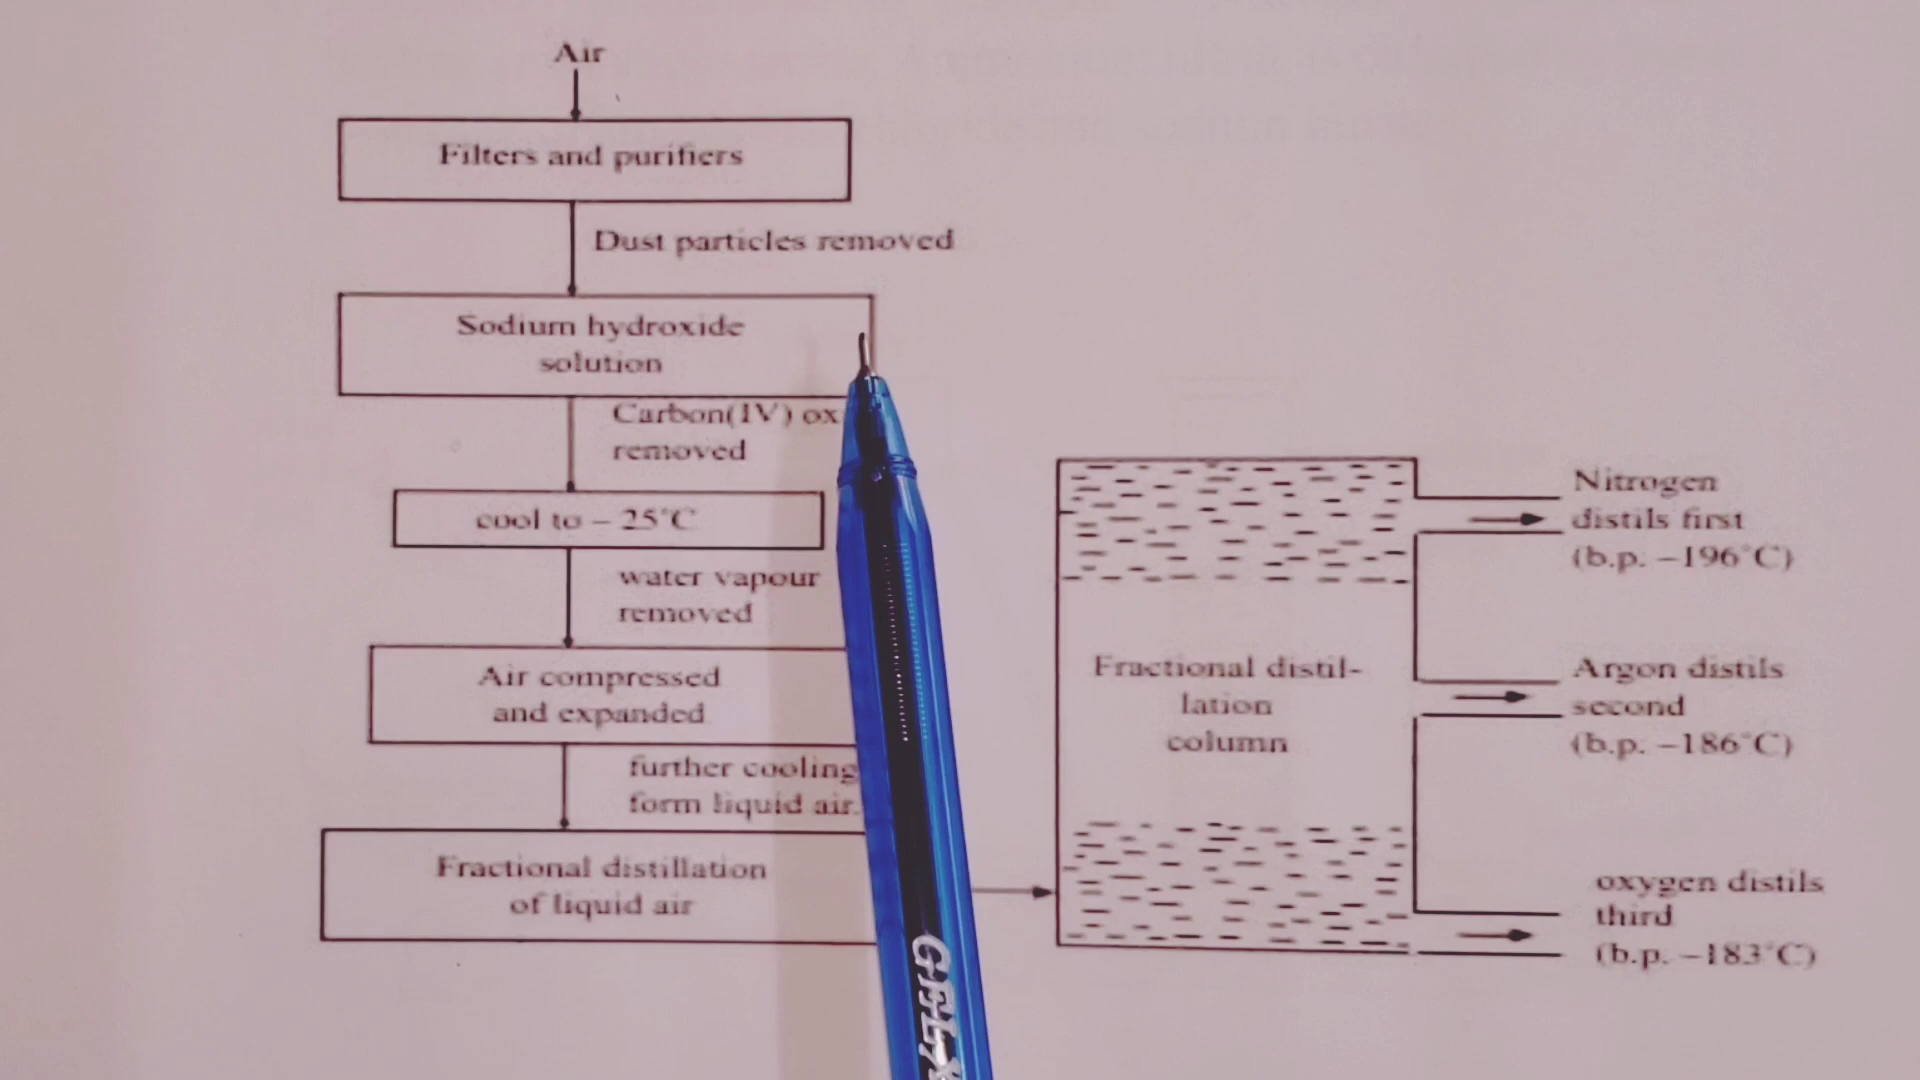 Air
Filters and purifiers
Dust particles removed
Sodium hydroxide
solution
Carbon(IV) ox
removed
cool to – 25°C
water vapour
removed
Air compressed
and expanded
further cooling
form liquid air.
Fractional distillation
of liquid air
Fractional distil-
lation
column
Nitrogen
distils first
(b.p. –196°C)
Argon distils
second
(b.p. –186°C)
oxygen distils
third
(b.p. –183°C)